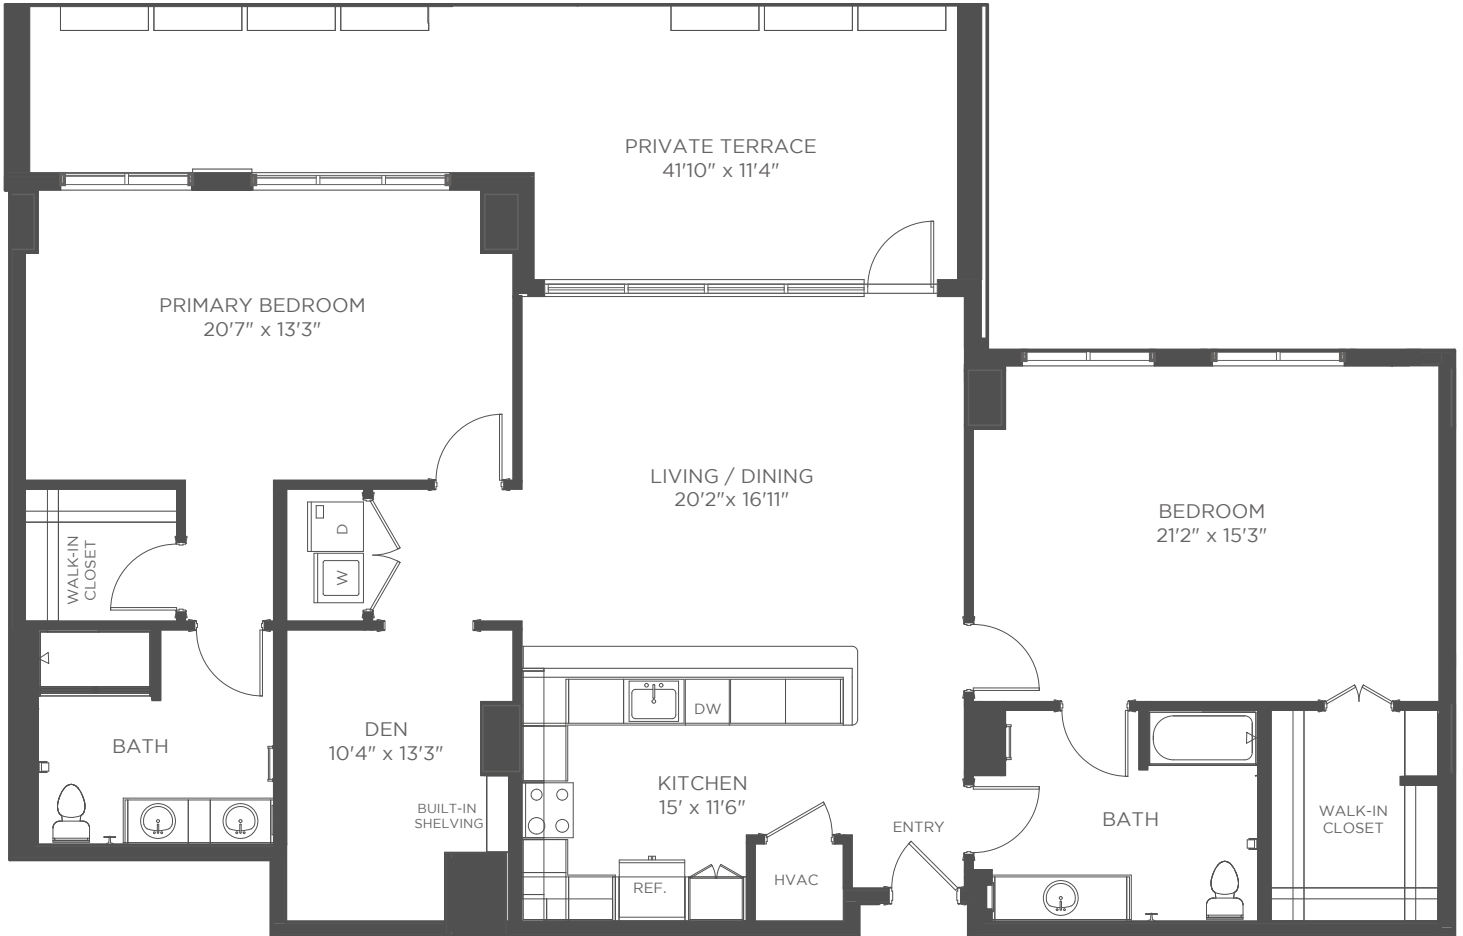 PRIVATE TERRACE
41'10" x 11'4"
PRIMARY BEDROOM
20'7" x 13'3"
LIVING / DINING
20'2"x 16'11"
BEDROOM
21'2" x 15'3"
D
W
WALK-IN
CLOSET
BATH
DEN
10'4" x 13'3"
BUILT-IN
SHELVING
DW
KITCHEN
15' x 11'6"
REF.
HVAC
ENTRY
BATH
WALK-IN
CLOSET